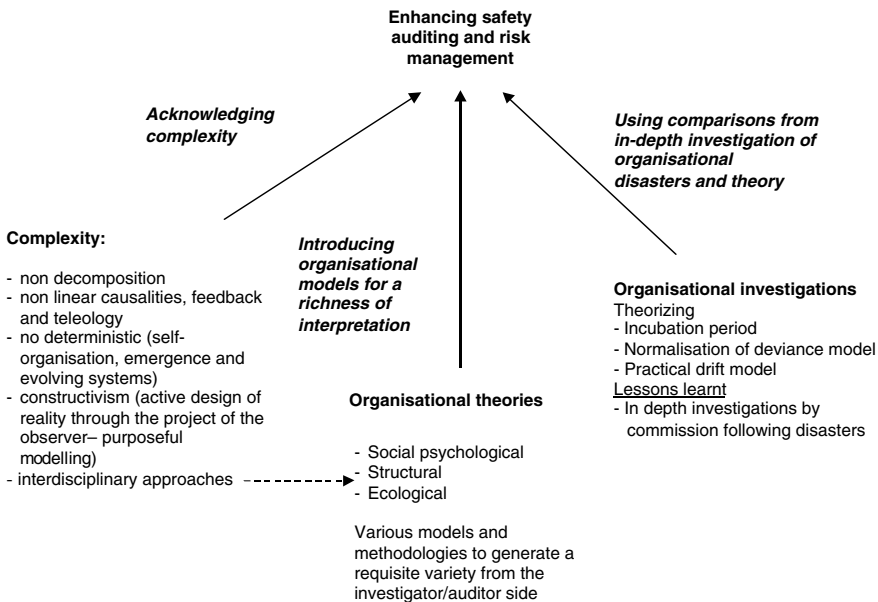 Enhancing safety
auditing and risk
management
Acknowledging
complexity
Using comparisons from
in-depth investigation of
organisational
disasters and theory
Complexity:
- non decomposition
- non linear causalities, feedback
and teleology
- no deterministic (self-
organisation, emergence and
evolving systems)
- constructivism (active design of
reality through the project of the
observer– purposeful
modelling)
- interdisciplinary approaches
Introducing
organisational
models for a
richness of
interpretation
Organisational theories
- Social psychological
- Structural
- Ecological
Various models and
methodologies to generate a
requisite variety from the
investigator/auditor side
Organisational investigations
Theorizing
- Incubation period
- Normalisation of deviance model
- Practical drift model
Lessons learnt
- In depth investigations by
commission following disasters